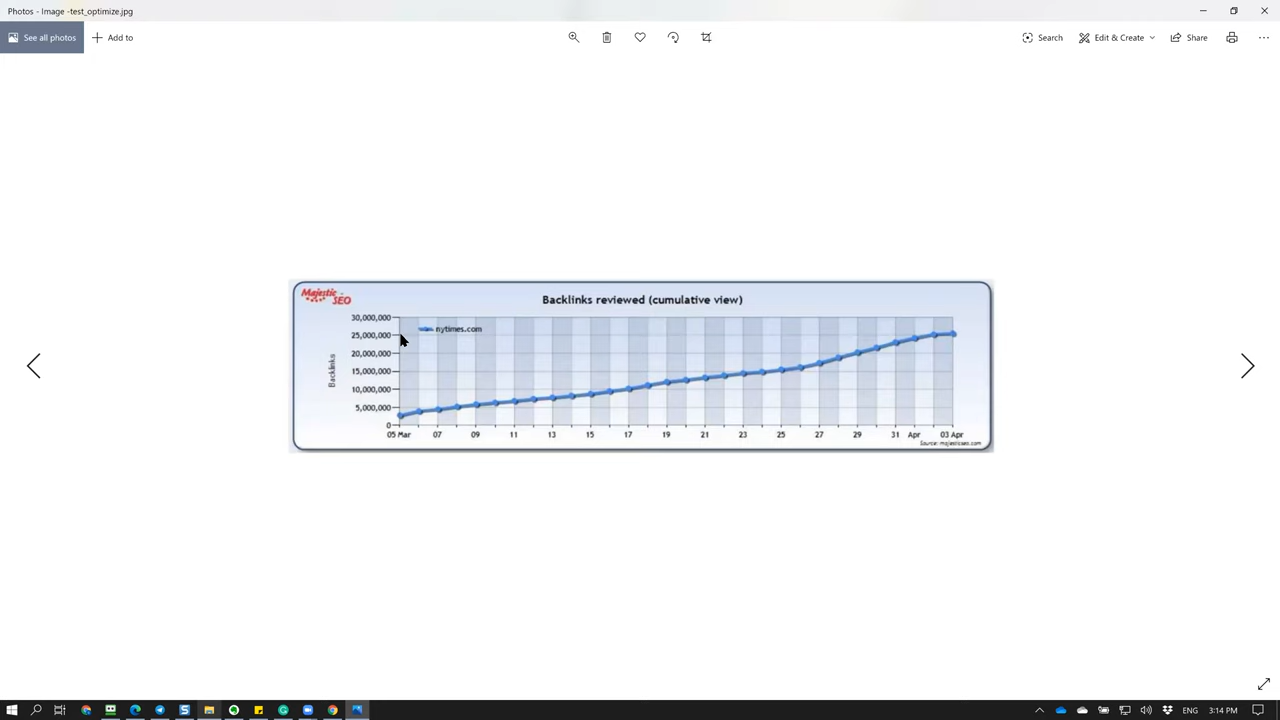 Photos - Image -test_optimize.jpg
See all photos
Add to
Search
Edit & Create
Share
Majestic SEO
Backlinks reviewed (cumulative view)
nytimes.com
Backlinks
30,000,000
25,000,000
20,000,000
15,000,000
10,000,000
5,000,000
0
05 Mar 07 09 11 13 15 17 19 21 23 25 27 29 31 Apr 03 Apr
Source: majesticseo.com
ENG 3:14 PM